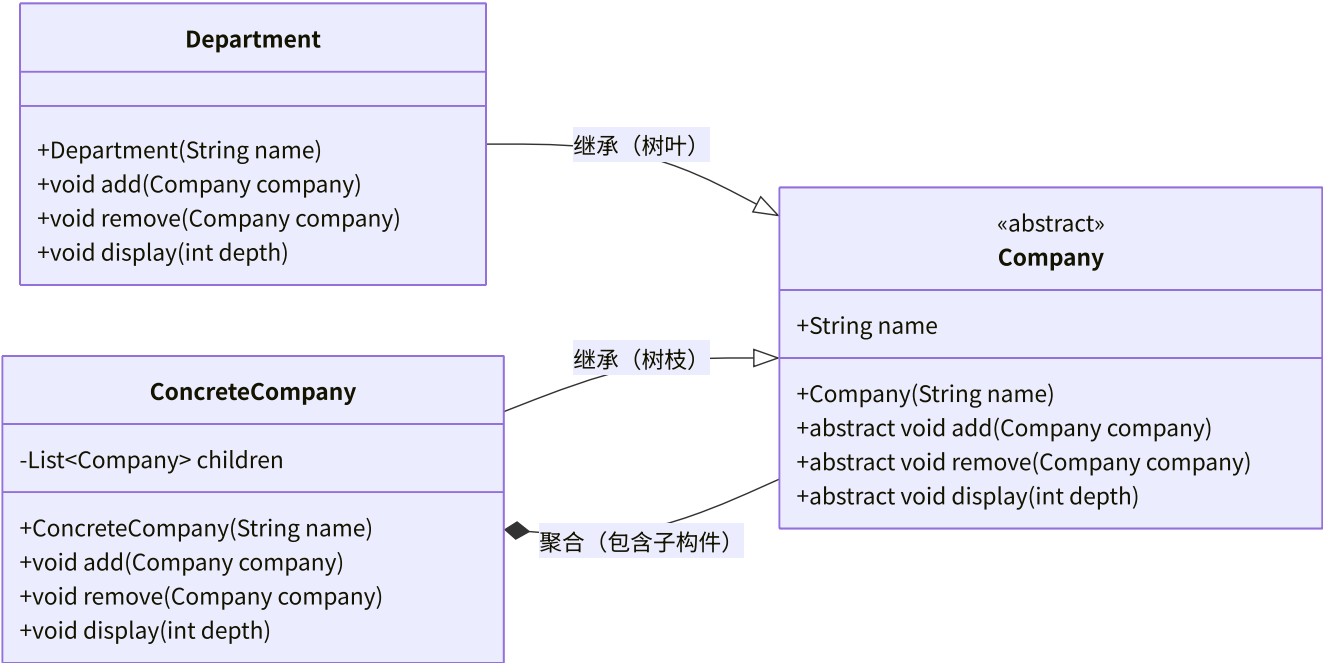 Department
+Department(String name)
+void add(Company company)
+void remove(Company company)
+void display(int depth)
继承（树叶）
«abstract»
Company
+String name
+Company(String name)
+abstract void add(Company company)
+abstract void remove(Company company)
+abstract void display(int depth)
继承（树枝）
ConcreteCompany
-List<Company> children
+ConcreteCompany(String name)
+void add(Company company)
+void remove(Company company)
+void display(int depth)
聚合（包含子构件）